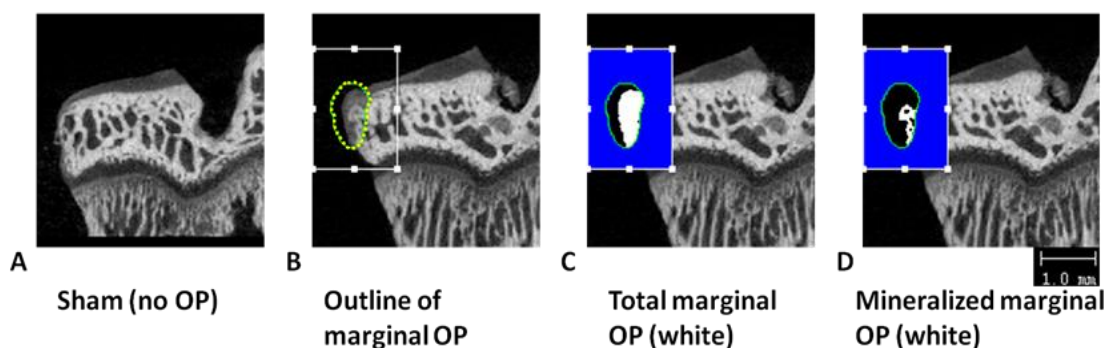 A
B
C
D
1.0 mm
Sham (no OP)
Outline of
marginal OP
Total marginal
OP (white)
Mineralized marginal
OP (white)